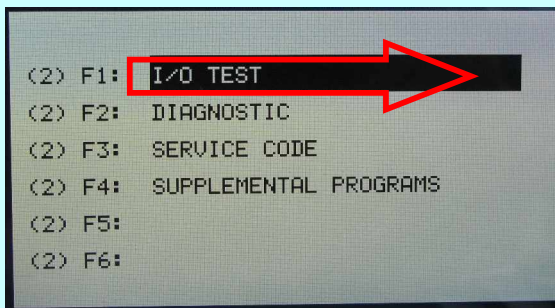 (2) F1: I/O TEST
(2) F2: DIAGNOSTIC
(2) F3: SERVICE CODE
(2) F4: SUPPLEMENTAL PROGRAMS
(2) F5:
(2) F6: